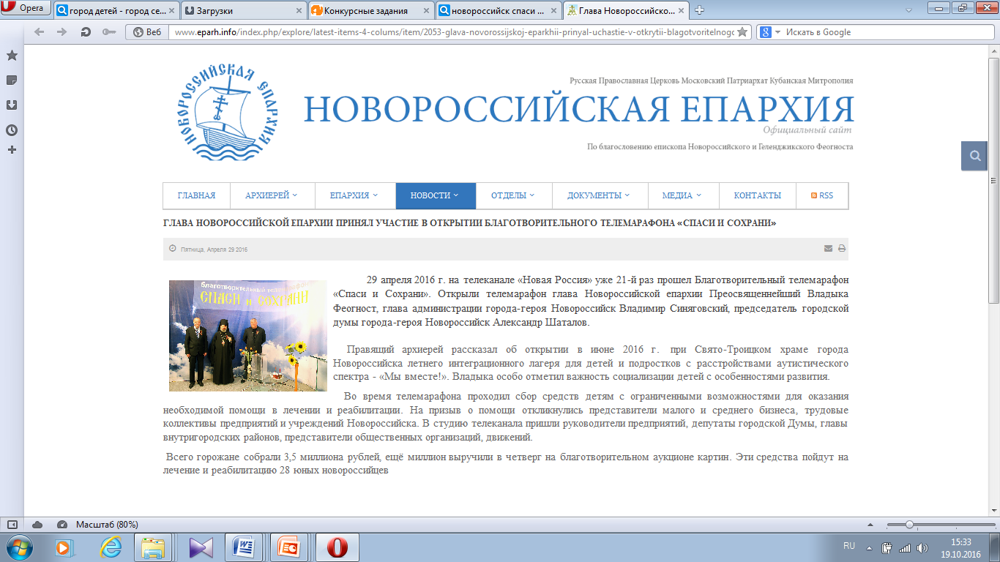 Opera
город детей - город се...
Загрузки
Конкурсные задания
новороссийск спаси ...
Глава Новороссийско...
Веб
www.eparh.info/index.php/explore/latest-items-4-colums/item/2053-glava-novorossijskoj-eparkhii-prinyal-uchastie-v-otkrytii-blagotvoritelnogo
Искать в Google
НОВОРОССИЙСКАЯ ЕПАРХИЯ
Русская Православная Церковь Московский Патриархат Кубанская Митрополия
НОВОРОССИЙСКАЯ ЕПАРХИЯ
Официальный сайт
По благословению епископа Новороссийского и Геленджикского Феогноста
ГЛАВНАЯ АРХИЕРЕЙ ЕПАРХИЯ НОВОСТИ ОТДЕЛЫ ДОКУМЕНТЫ МЕДИА КОНТАКТЫ RSS
ГЛАВА НОВОРОССИЙСКОЙ ЕПАРХИИ ПРИНЯЛ УЧАСТИЕ В ОТКРЫТИИ БЛАГОТВОРИТЕЛЬНОГО ТЕЛЕМАРАФОНА «СПАСИ И СОХРАНИ»
Пятница, Апреля 29 2016
благотворительный телемарафон
СПАСИ и СОХРАНИ
29 апреля 2016 г. на телеканале «Новая Россия» уже 21-й раз прошел Благотворительный телемарафон
«Спаси и Сохрани». Открыли телемарафон глава Новороссийской епархии Преосвященнейший Владыка
Феогност, глава администрации города-героя Новороссийск Владимир Синяговский, председатель городской
думы города-героя Новороссийск Александр Шаталов.
Правящий архиерей рассказал об открытии в июне 2016 г. при Свято-Троицком храме города
Новороссийска летнего интеграционного лагеря для детей и подростков с расстройствами аутистического
спектра - «Мы вместе!». Владыка особо отметил важность социализации детей с особенностями развития.
Во время телемарафона проходил сбор средств детям с ограниченными возможностями для оказания
необходимой помощи в лечении и реабилитации. На призыв о помощи откликнулись представители малого и среднего бизнеса, трудовые
коллективы предприятий и учреждений Новороссийска. В студию телеканала пришли руководители предприятий, депутаты городской Думы, главы
внутригородских районов, представители общественных организаций, движений.
Всего горожане собрали 3,5 миллиона рублей, ещё миллион выручили в четверг на благотворительном аукционе картин. Эти средства пойдут на
лечение и реабилитацию 28 юных новороссийцев
Масштаб (80%)
RU
15:33
19.10.2016